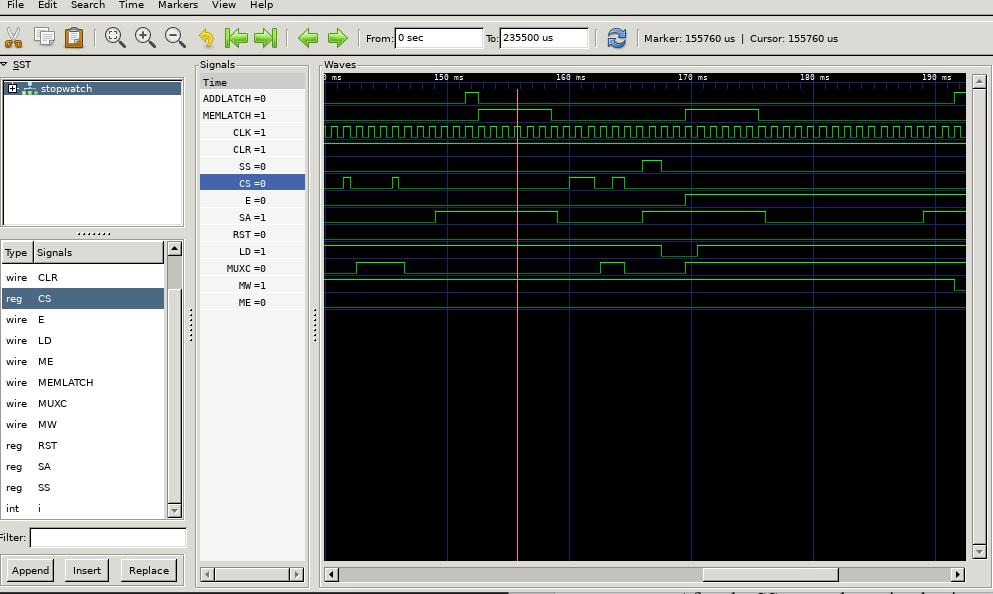 File Edit Search Time Markers View Help
From: 0 sec To: 235500 us Marker: 155760 us | Cursor: 155760 us
SST
stopwatch
Type Signals
wire CLR
reg CS
wire E
wire LD
wire ME
wire MEMLATCH
wire MUXC
wire MW
reg RST
reg SA
reg SS
int i
Filter:
Append Insert Replace
Signals
Time
ADDLATCH =0
MEMLATCH =1
CLK =1
CLR =1
SS =0
CS =0
E =0
SA =1
RST =0
LD =1
MUXC =0
MW =1
ME =0
Waves
0 ms 150 ms 160 ms 170 ms 180 ms 190 ms